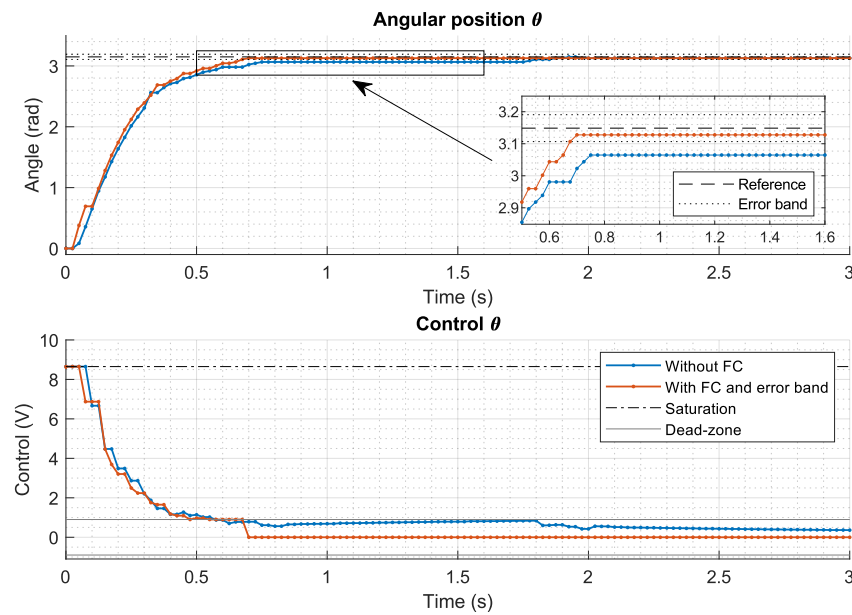 Angular position θ
Angle (rad)
3
2
1
0
3.2
3.1
3
2.9
Reference
Error band
0.6 0.8 1 1.2 1.4 1.6
0 0.5 1 1.5 2 2.5 3
Time (s)
Control θ
Control (V)
10
8
6
4
2
0
Without FC
With FC and error band
Saturation
Dead-zone
0 0.5 1 1.5 2 2.5 3
Time (s)